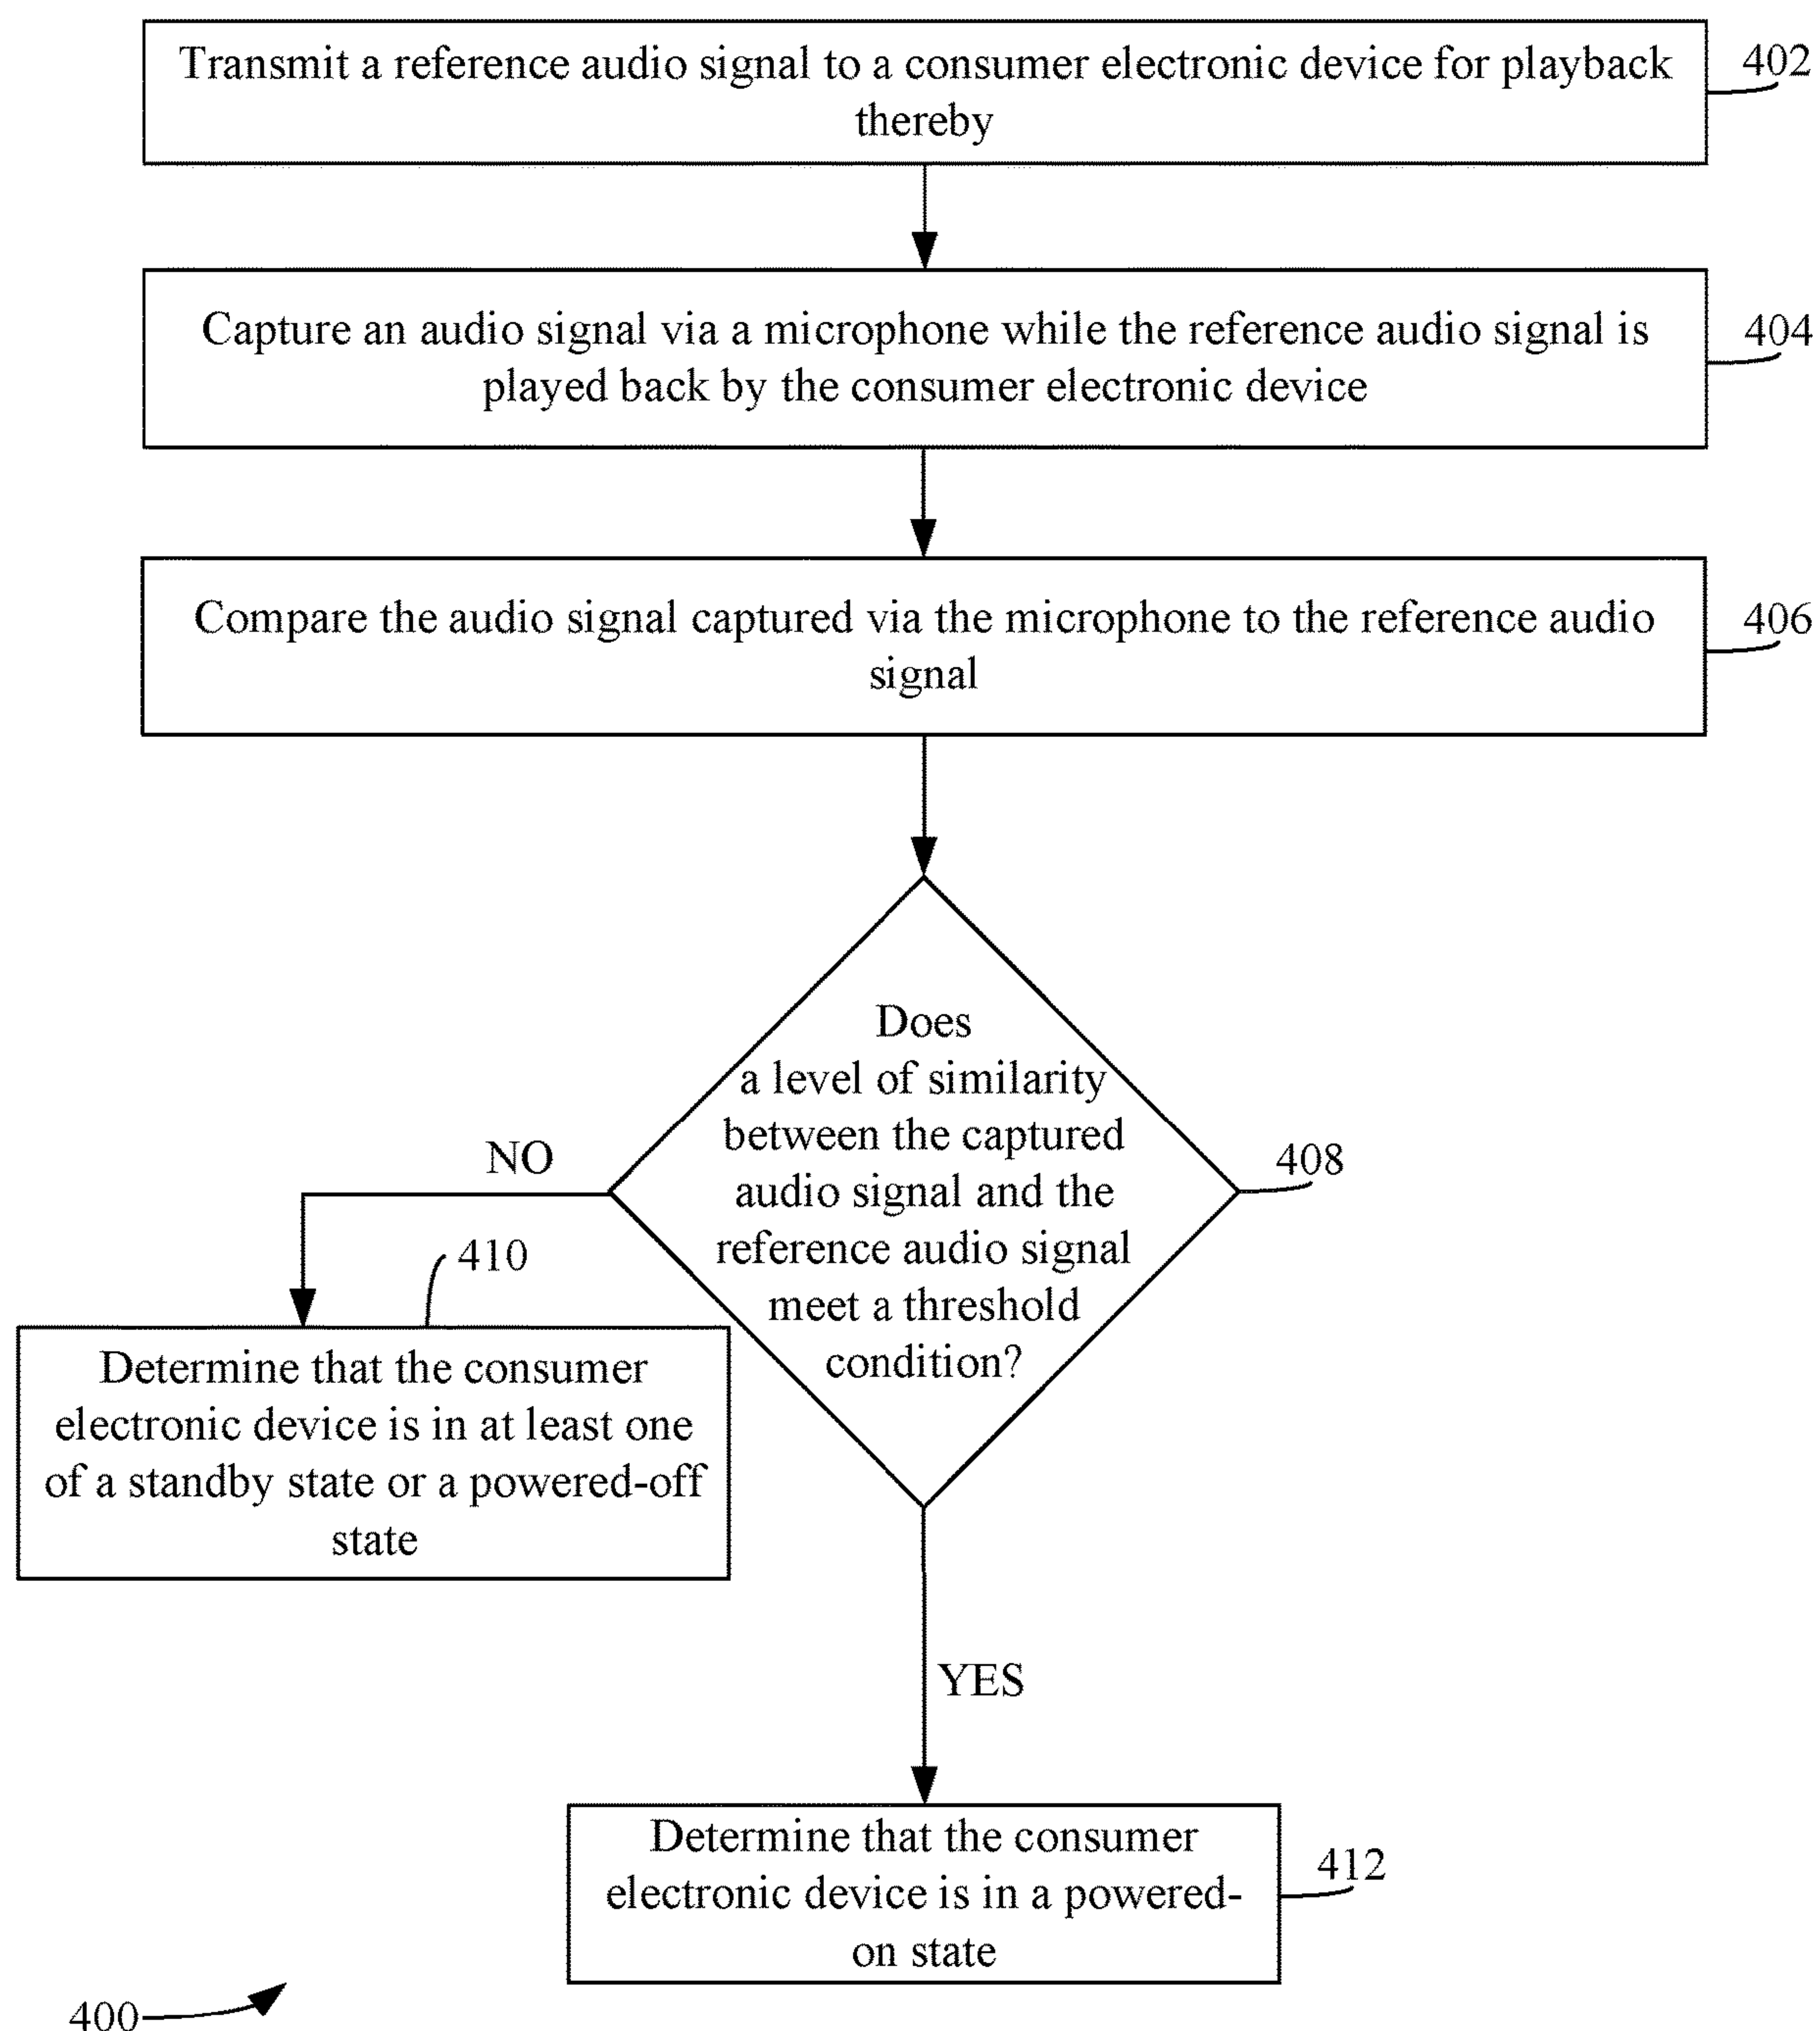 Transmit a reference audio signal to a consumer electronic device for playback
thereby
402
Capture an audio signal via a microphone while the reference audio signal is
played back by the consumer electronic device
404
Compare the audio signal captured via the microphone to the reference audio
signal
406
Does
a level of similarity
between the captured
audio signal and the
reference audio signal
meet a threshold
condition?
408
NO
410
Determine that the consumer
electronic device is in at least one
of a standby state or a powered-off
state
YES
Determine that the consumer
electronic device is in a powered-
on state
412
400